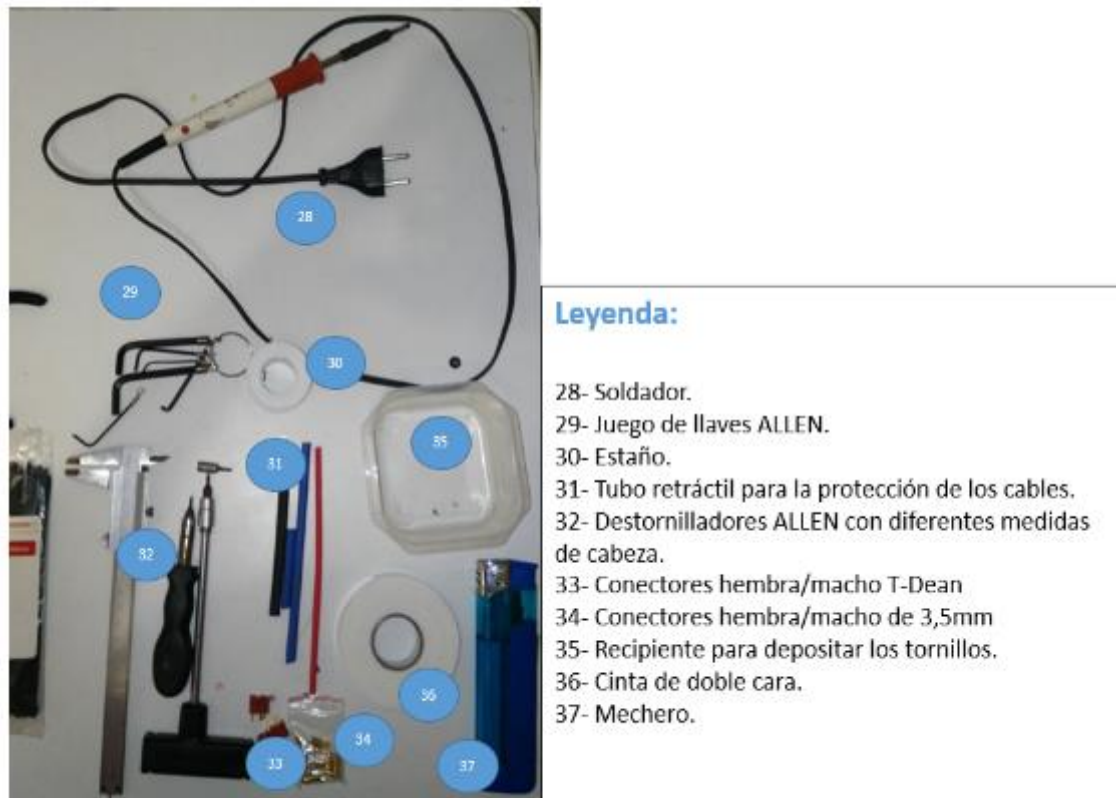 28
29
30
31
35
32
36
34
33
37
Leyenda:
28- Soldador.
29- Juego de llaves ALLEN.
30- Estaño.
31- Tubo retráctil para la protección de los cables.
32- Destornilladores ALLEN con diferentes medidas
de cabeza.
33- Conectores hembra/macho T-Dean
34- Conectores hembra/macho de 3,5mm
35- Recipiente para depositar los tornillos.
36- Cinta de doble cara.
37- Mechero.